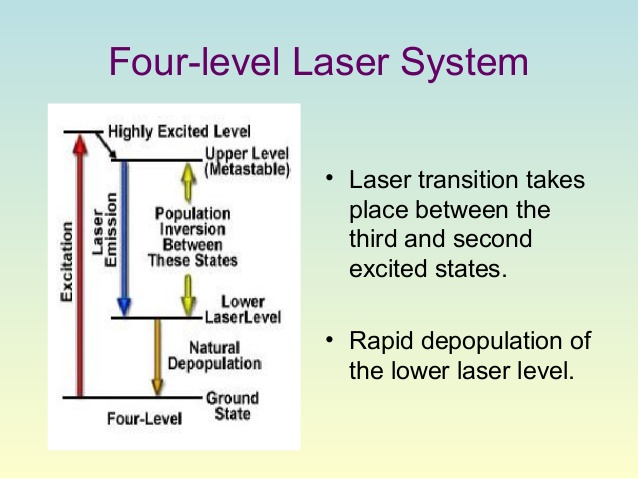 Four-level Laser System
Highly Excited Level
Upper Level
(Metastable)
Excitation
Laser
Emission
Population
Inversion
Between
These States
Lower
LaserLevel
Natural
Depopulation
Ground
State
Four-Level
• Laser transition takes
place between the
third and second
excited states.
• Rapid depopulation of
the lower laser level.